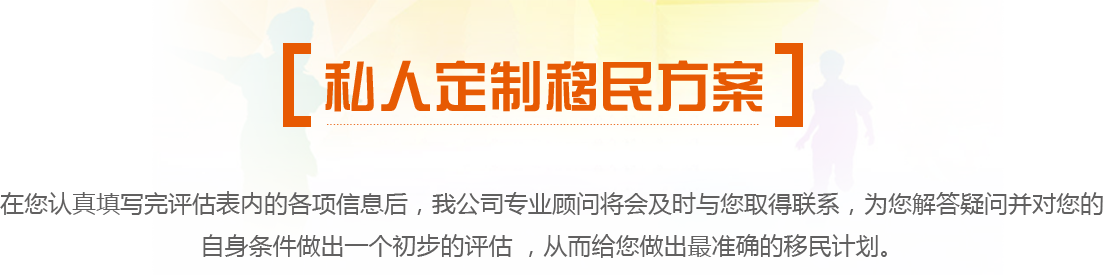 [私人定制移民方案]
在您认真填写完评估表内的各项信息后，我公司专业顾问将会及时与您取得联系，为您解答疑问并对您的
自身条件做出一个初步的评估 ，从而给您做出最准确的移民计划。